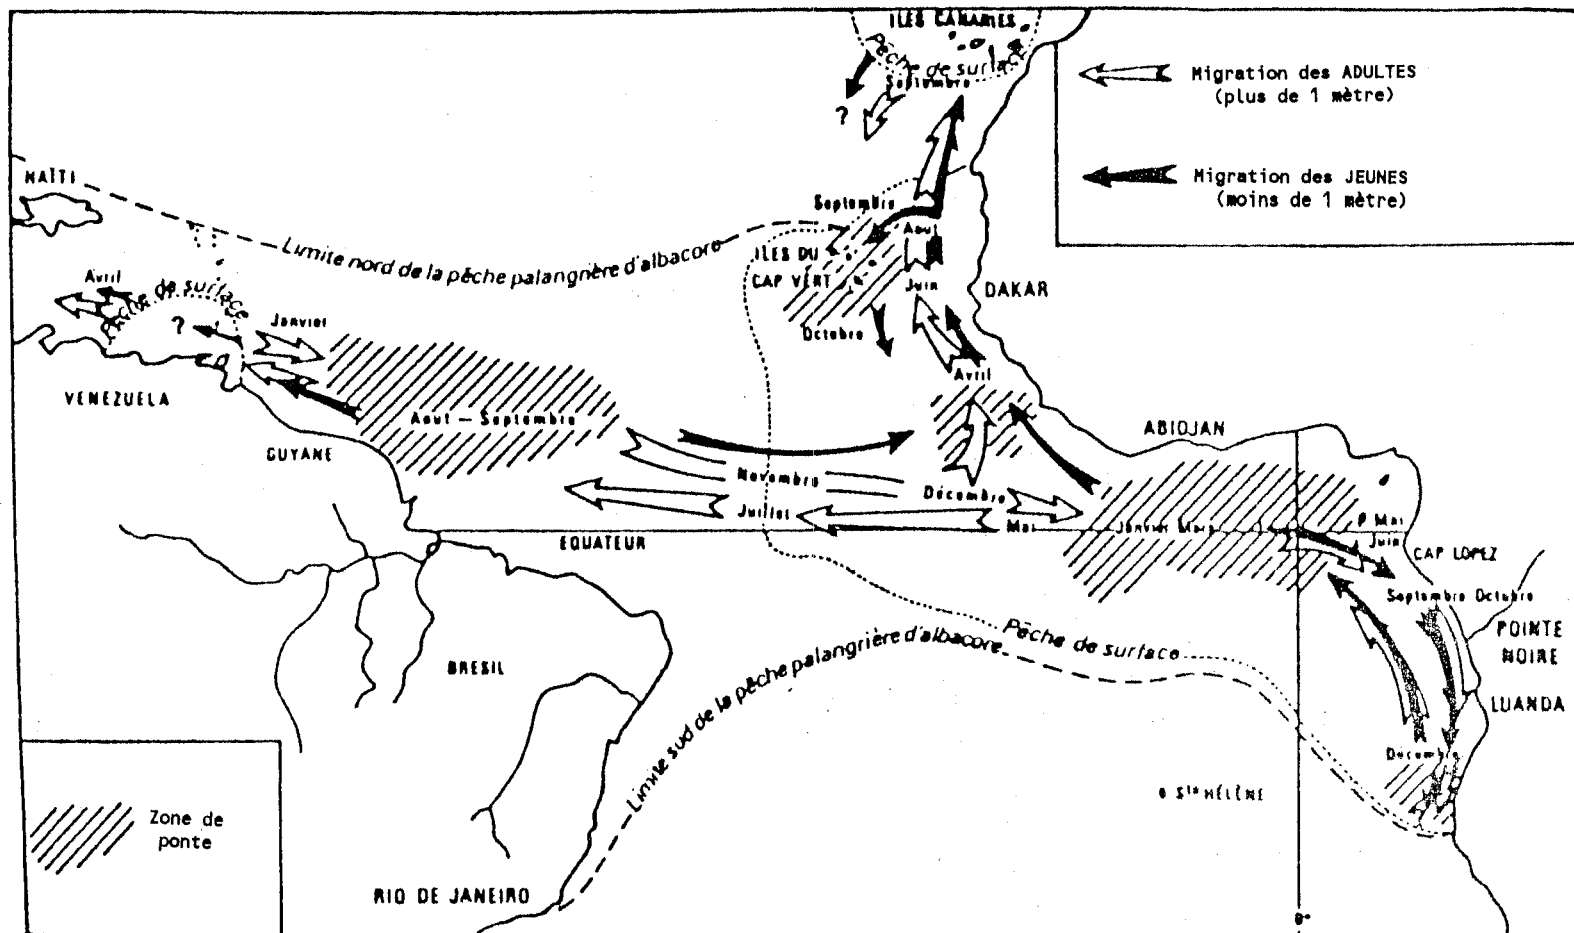 ILES CANARIES
Pêche de surface
Septembre
?
Migration des ADULTES
(plus de 1 mètre)
Migration des JEUNES
(moins de 1 mètre)
HAÏTI
Limite nord de la pêche palangrière d'albacore
Septembre
Aout
ILES DU
CAP VERT
Juin
DAKAR
Octobre
Avril
Pêche de surface
?
Janvier
VENEZUELA
GUYANE
Aout — Septembre
Avril
ABIDJAN
Novembre
Décembre
Juillet
Mai
EQUATEUR
Janvier Mars
? Mai
Juin
CAP LOPEZ
Septembre Octobre
POINTE
NOIRE
LUANDA
Pêche de surface
Limite sud de la pêche palangrière d'albacore
BRESIL
Décembre
Ste HÉLÈNE
Zone de
ponte
RIO DE JANEIRO
0°